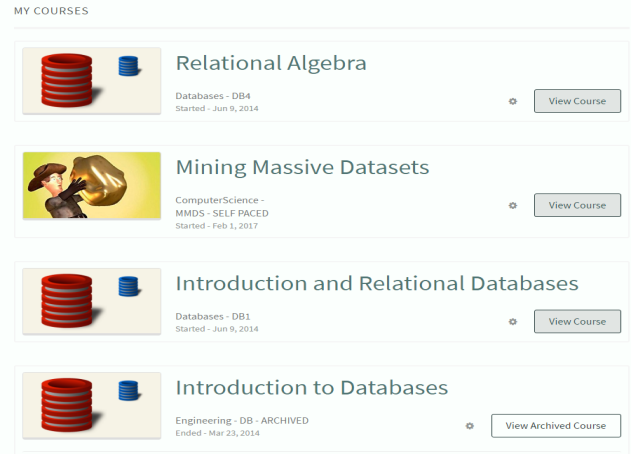 MY COURSES
Relational Algebra
Databases - DB4
Started - Jun 9, 2014
View Course
Mining Massive Datasets
ComputerScience -
MMDS - SELF PACED
Started - Feb 1, 2017
View Course
Introduction and Relational Databases
Databases - DB1
Started - Jun 9, 2014
View Course
Introduction to Databases
Engineering - DB - ARCHIVED
Ended - Mar 23, 2014
View Archived Course